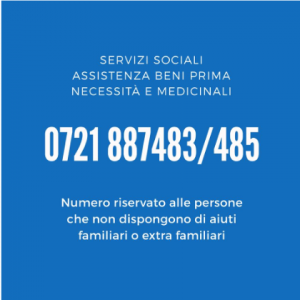 SERVIZI SOCIALI
ASSISTENZA BENI PRIMA
NECESSITÀ E MEDICINALI
0721 887483/485
Numero riservato alle persone
che non dispongono di aiuti
familiari o extra familiari